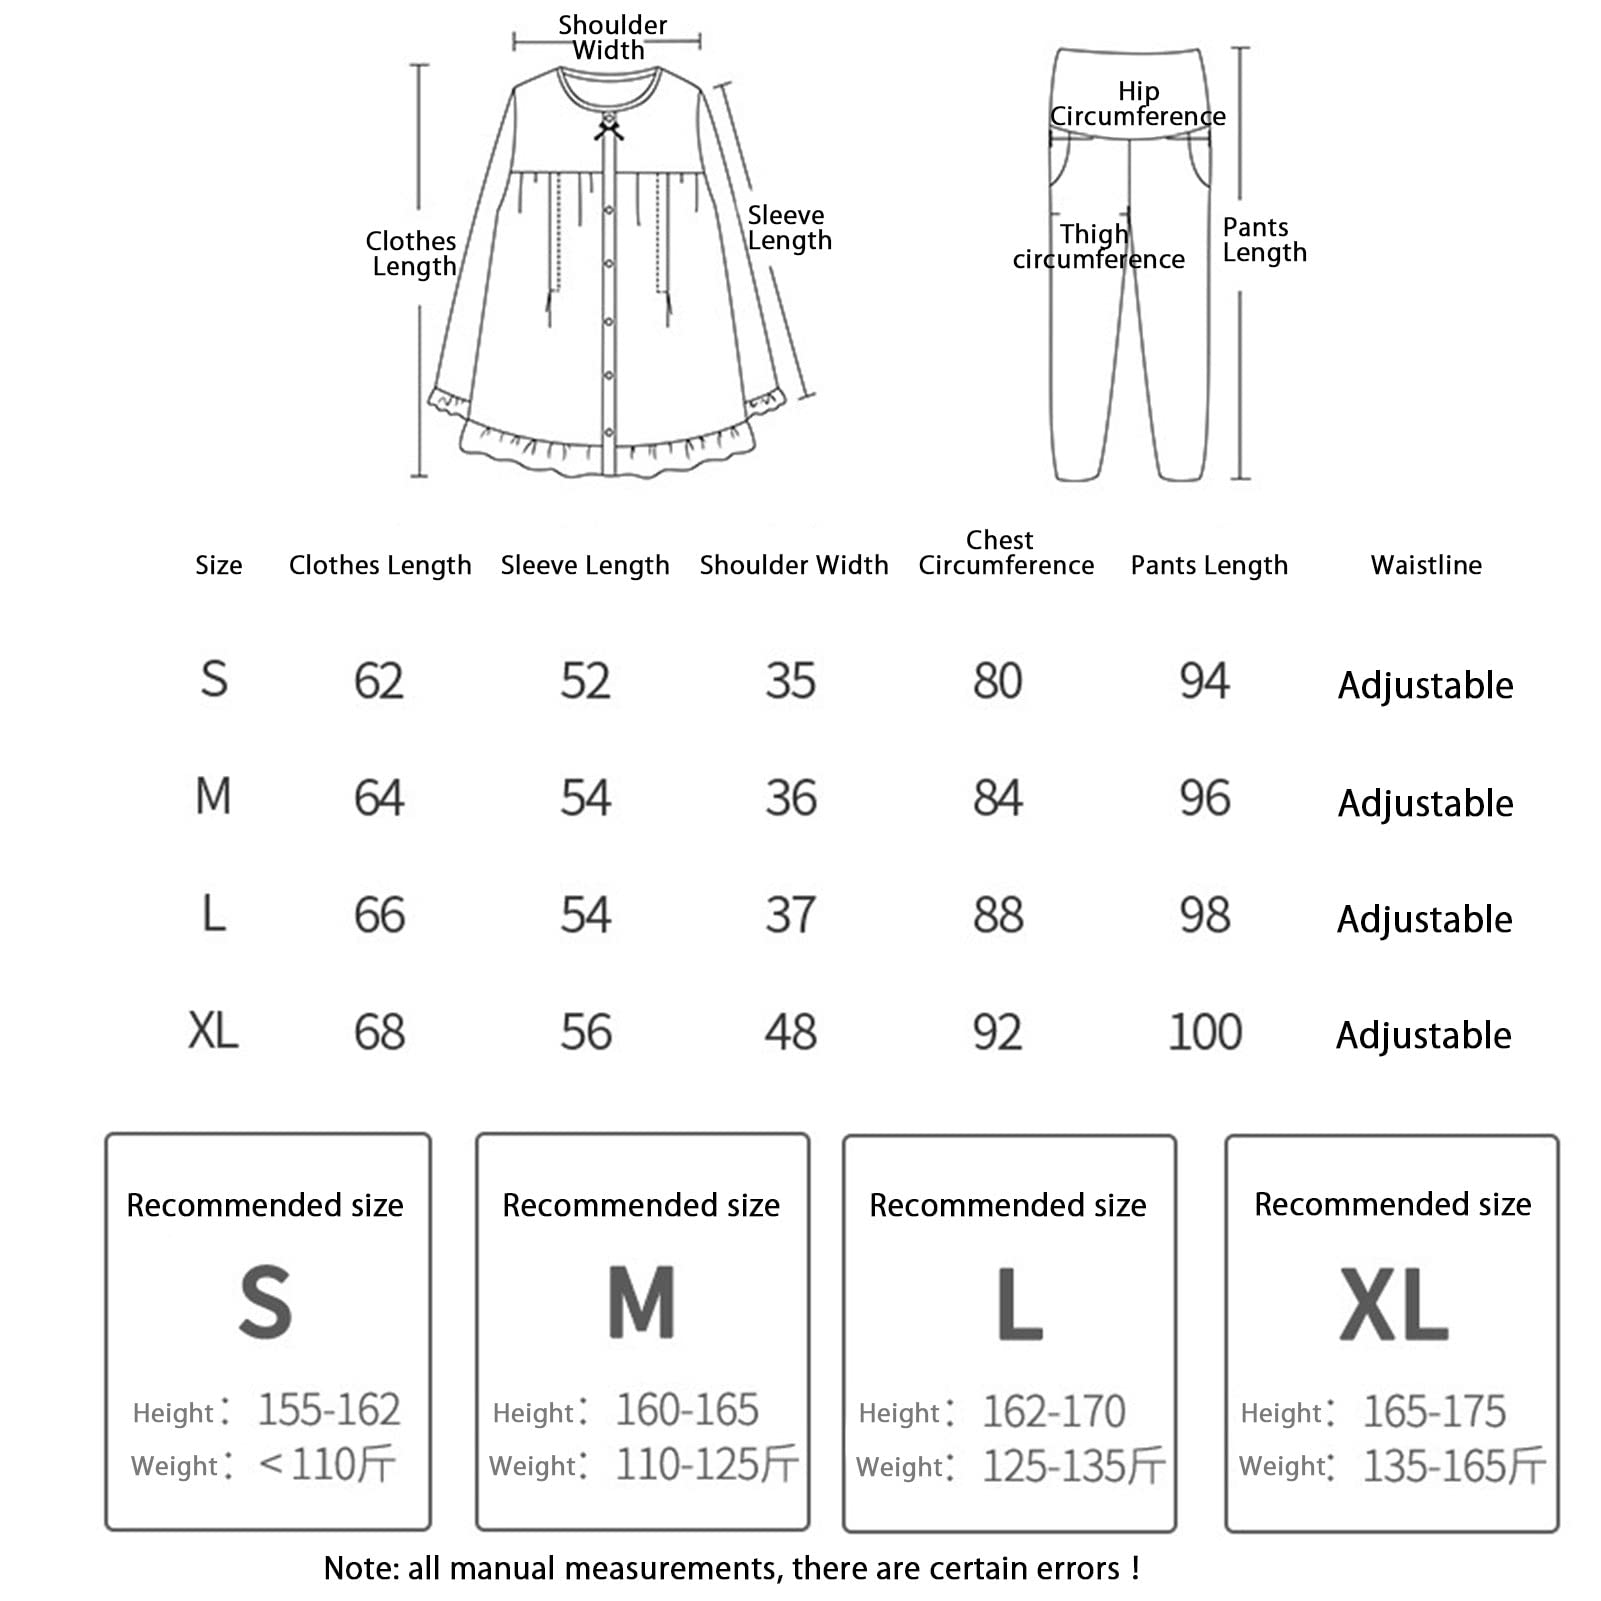 Shoulder
Width
Hip
Circumference
Clothes
Length
Sleeve
Length
Thigh
circumference
Pants
Length
Size Clothes Length Sleeve Length Shoulder Width Chest Circumference Pants Length Waistline
S 62 52 35 80 94 Adjustable
M 64 54 36 84 96 Adjustable
L 66 54 37 88 98 Adjustable
XL 68 56 48 92 100 Adjustable
Recommended size
S
Height： 155-162
Weight： <110斤
Recommended size
M
Height： 160-165
Weight： 110-125斤
Recommended size
L
Height： 162-170
Weight： 125-135斤
Recommended size
XL
Height： 165-175
Weight： 135-165斤
Note: all manual measurements, there are certain errors !